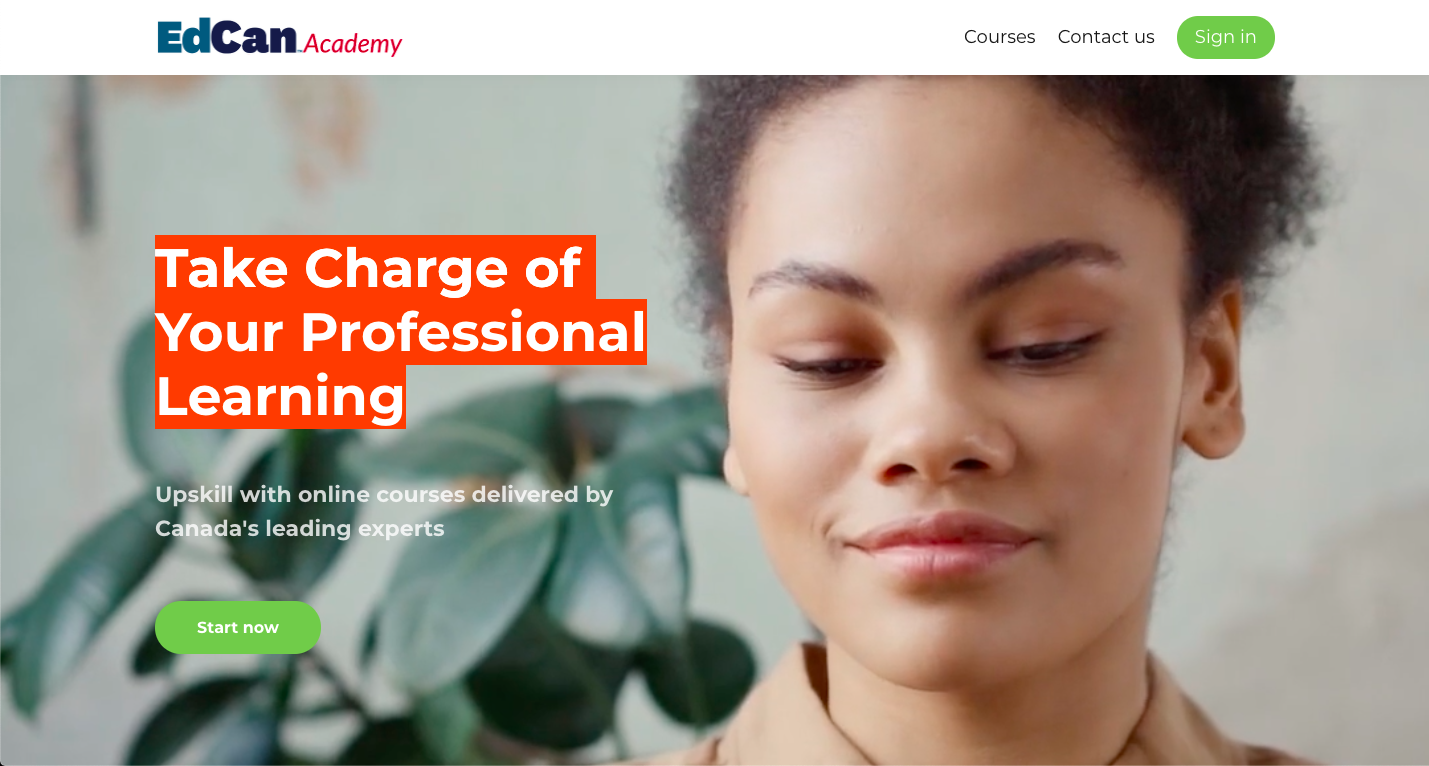 EdCan Academy
Courses
Contact us
Sign in
Take Charge of
Your Professional
Learning
Upskill with online courses delivered by
Canada's leading experts
Start now